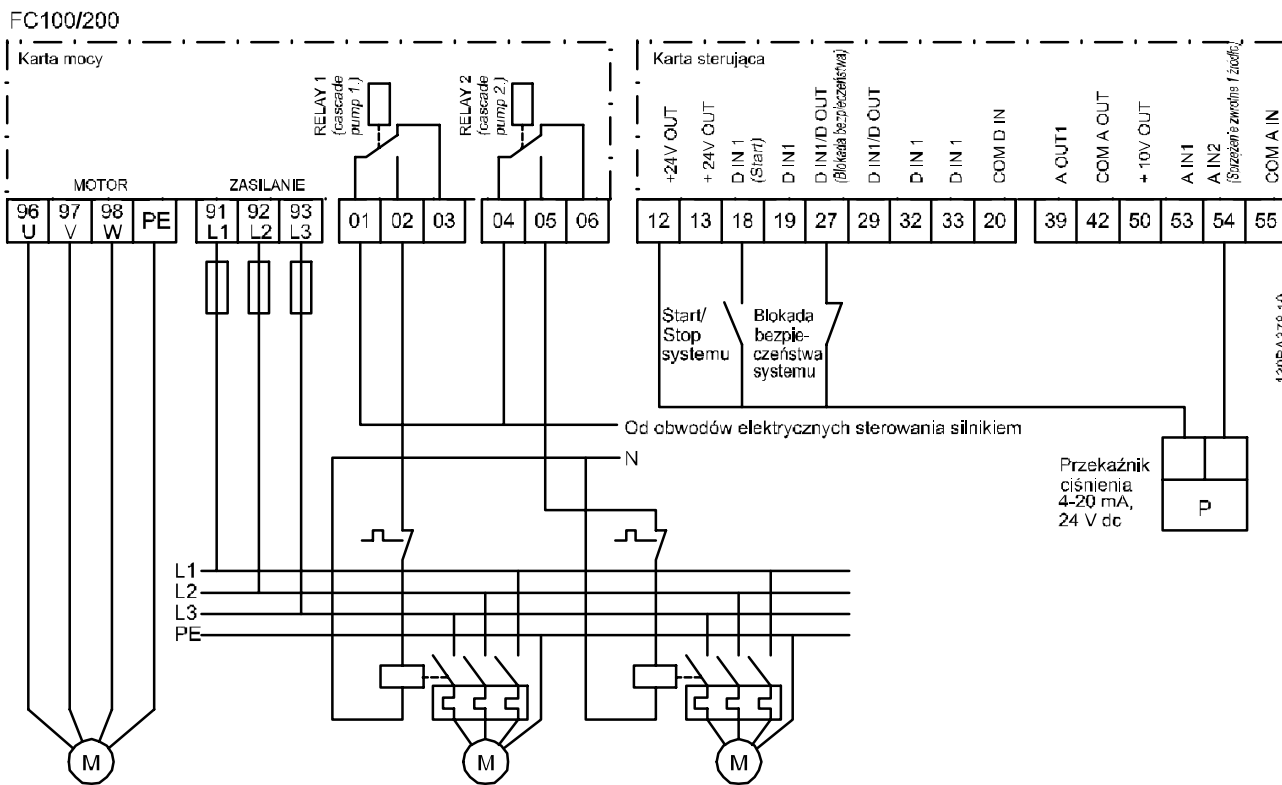 FC100/200
Karta mocy
RELAY 1
(cascade
pump 1.)
RELAY 2
(cascade
pump 2.)
MOTOR
ZASILANIE
96 97 98 PE 91 92 93
U V W L1 L2 L3
01 02 03 04 05 06
Karta sterująca
+24V OUT
+24V OUT
D IN 1
(Start)
D IN1
D IN1/D OUT
(Blokada bezpieczeństwa)
D IN1/D OUT
D IN 1
D IN 1
COM D IN
A OUT1
COM A OUT
+10V OUT
A IN1
A IN2
(Sprzężenie zwrotne 1 źródło)
COM A IN
12 13 18 19 27 29 32 33 20 39 42 50 53 54 55
Start/
Stop
systemu
Blokada
bezpie-
czeństwa
systemu
Od obwodów elektrycznych sterowania silnikiem
N
Przekaźnik
ciśnienia
4-20 mA,
24 V dc
P
L1
L2
L3
PE
M M M